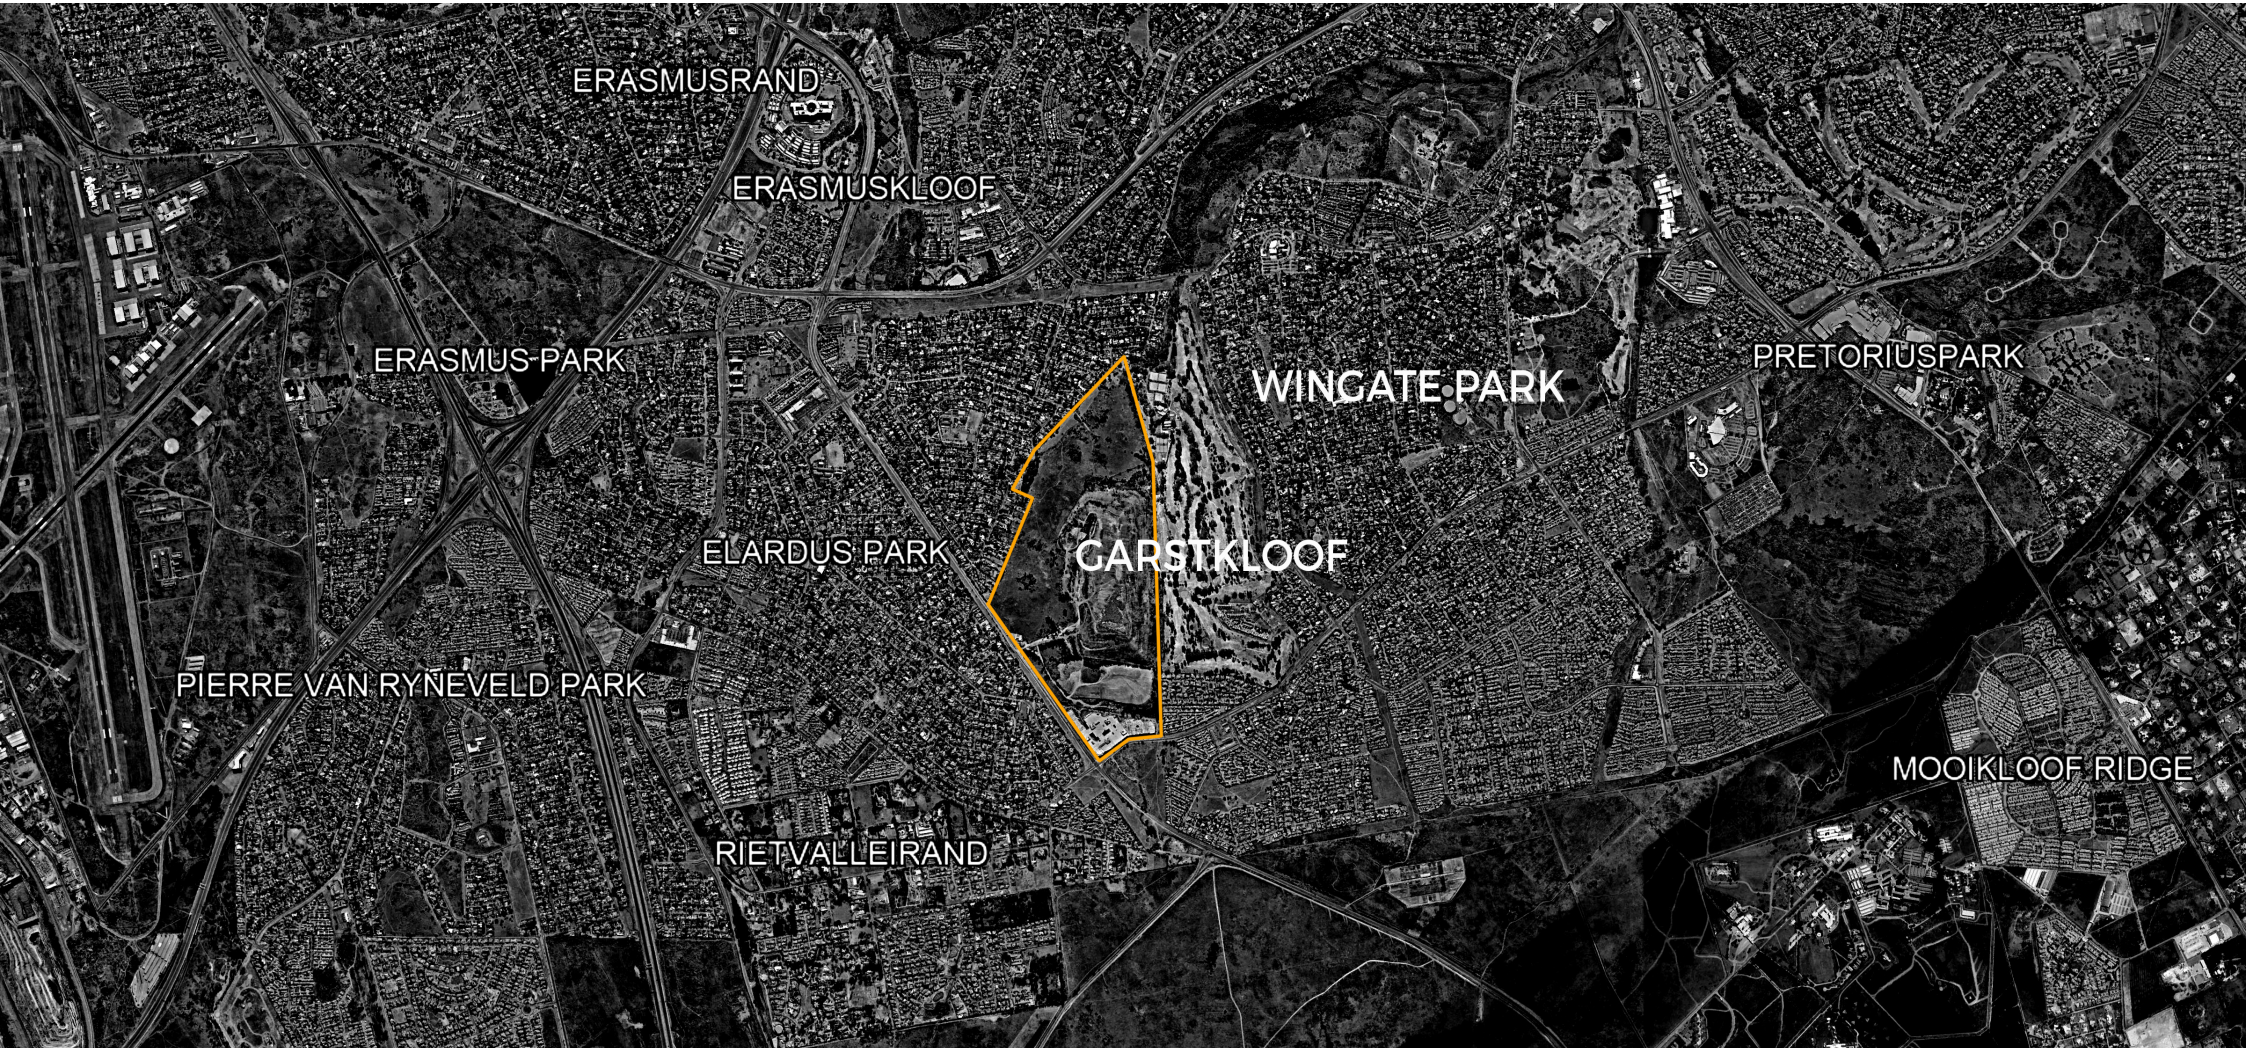 ERASMUSRAND
ERASMUSKLOOF
ERASMUS PARK
PRETORIUSPARK
WINGATE PARK
ELARDUS PARK
GARSTKLOOF
PIERRE VAN RYNEVELD PARK
MOOIKLOOF RIDGE
RIETVALLEIRAND